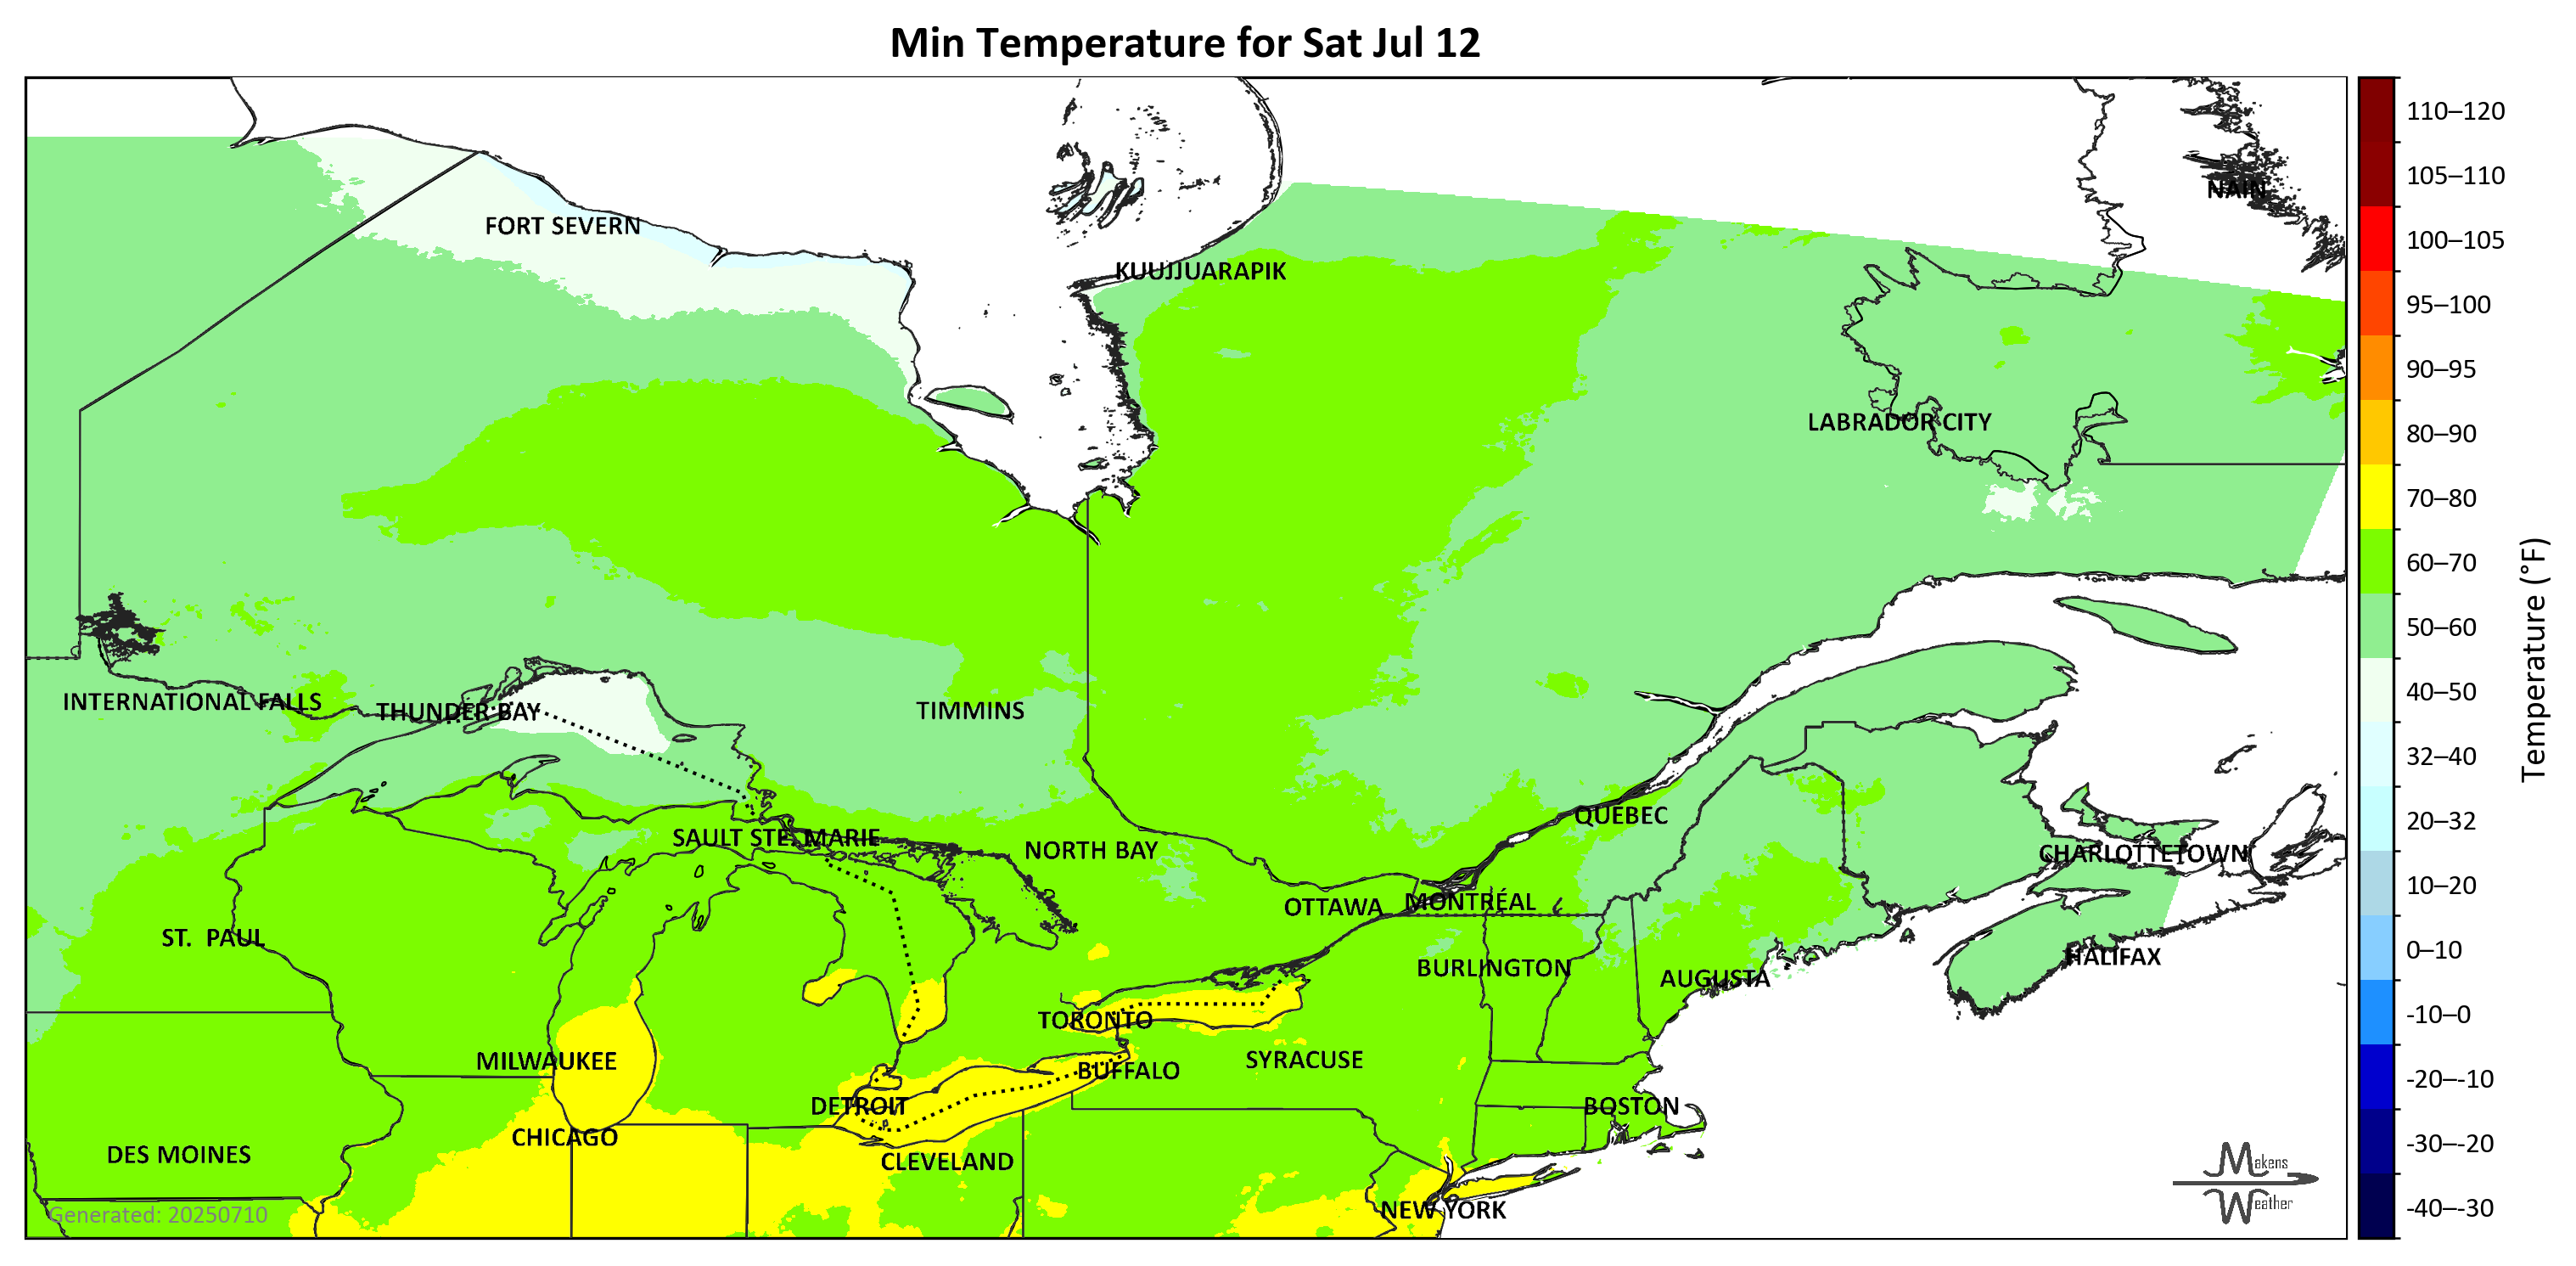 Min Temperature for Sat Jul 12
110–120
105–110
NAIN
FORT SEVERN
100–105
KUUJJUARAPIK
95–100
90–95
LABRADOR CITY
80–90
70–80
60–70
Temperature (°F)
50–60
INTERNATIONAL FALLS
THUNDER BAY
TIMMINS
40–50
32–40
QUÉBEC
20–32
SAULT STE. MARIE
NORTH BAY
CHARLOTTETOWN
10–20
OTTAWA
MONTRÉAL
ST. PAUL
0–10
HALIFAX
BURLINGTON
AUGUSTA
-10–0
TORONTO
MILWAUKEE
SYRACUSE
BUFFALO
-20–-10
DETROIT
BOSTON
CHICAGO
-30–-20
DES MOINES
CLEVELAND
Makens
Weather
NEW YORK
-40–-30
Generated: 20250710